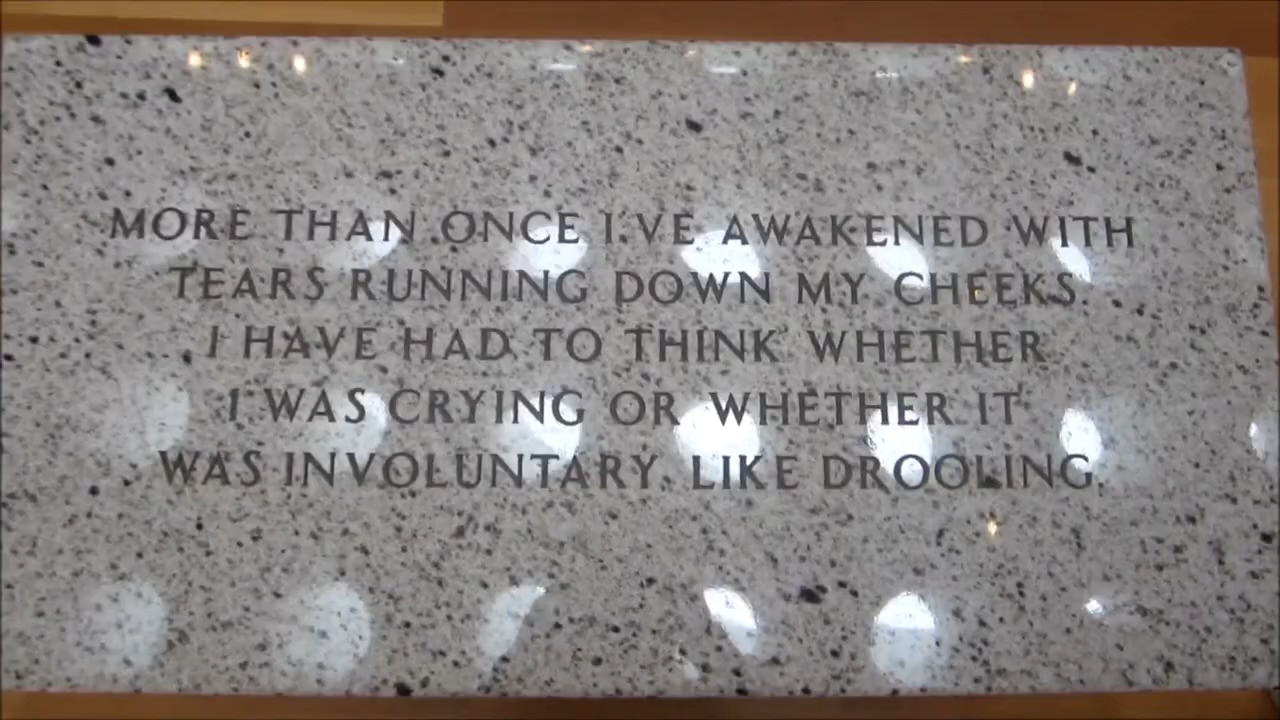 MORE THAN ONCE I'VE AWAKENED WITH
TEARS RUNNING DOWN MY CHEEKS.
I HAVE HAD TO THINK WHETHER
I WAS CRYING OR WHETHER IT
WAS INVOLUNTARY, LIKE DROOLING.